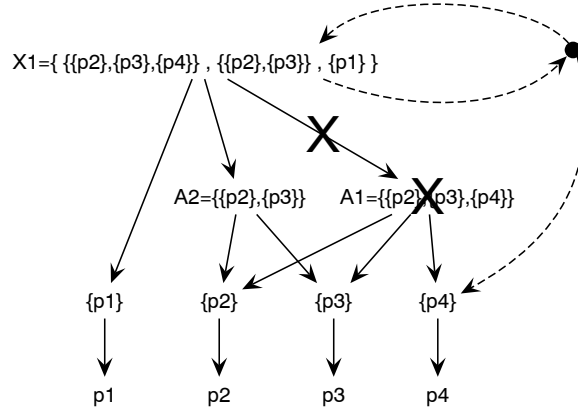 X1={ {{p2},{p3},{p4}} , {{p2},{p3}} , {p1} }
X
A2={{p2},{p3}} A1={{p2},{p3},{p4}}
X
{p1} {p2} {p3} {p4}
p1 p2 p3 p4